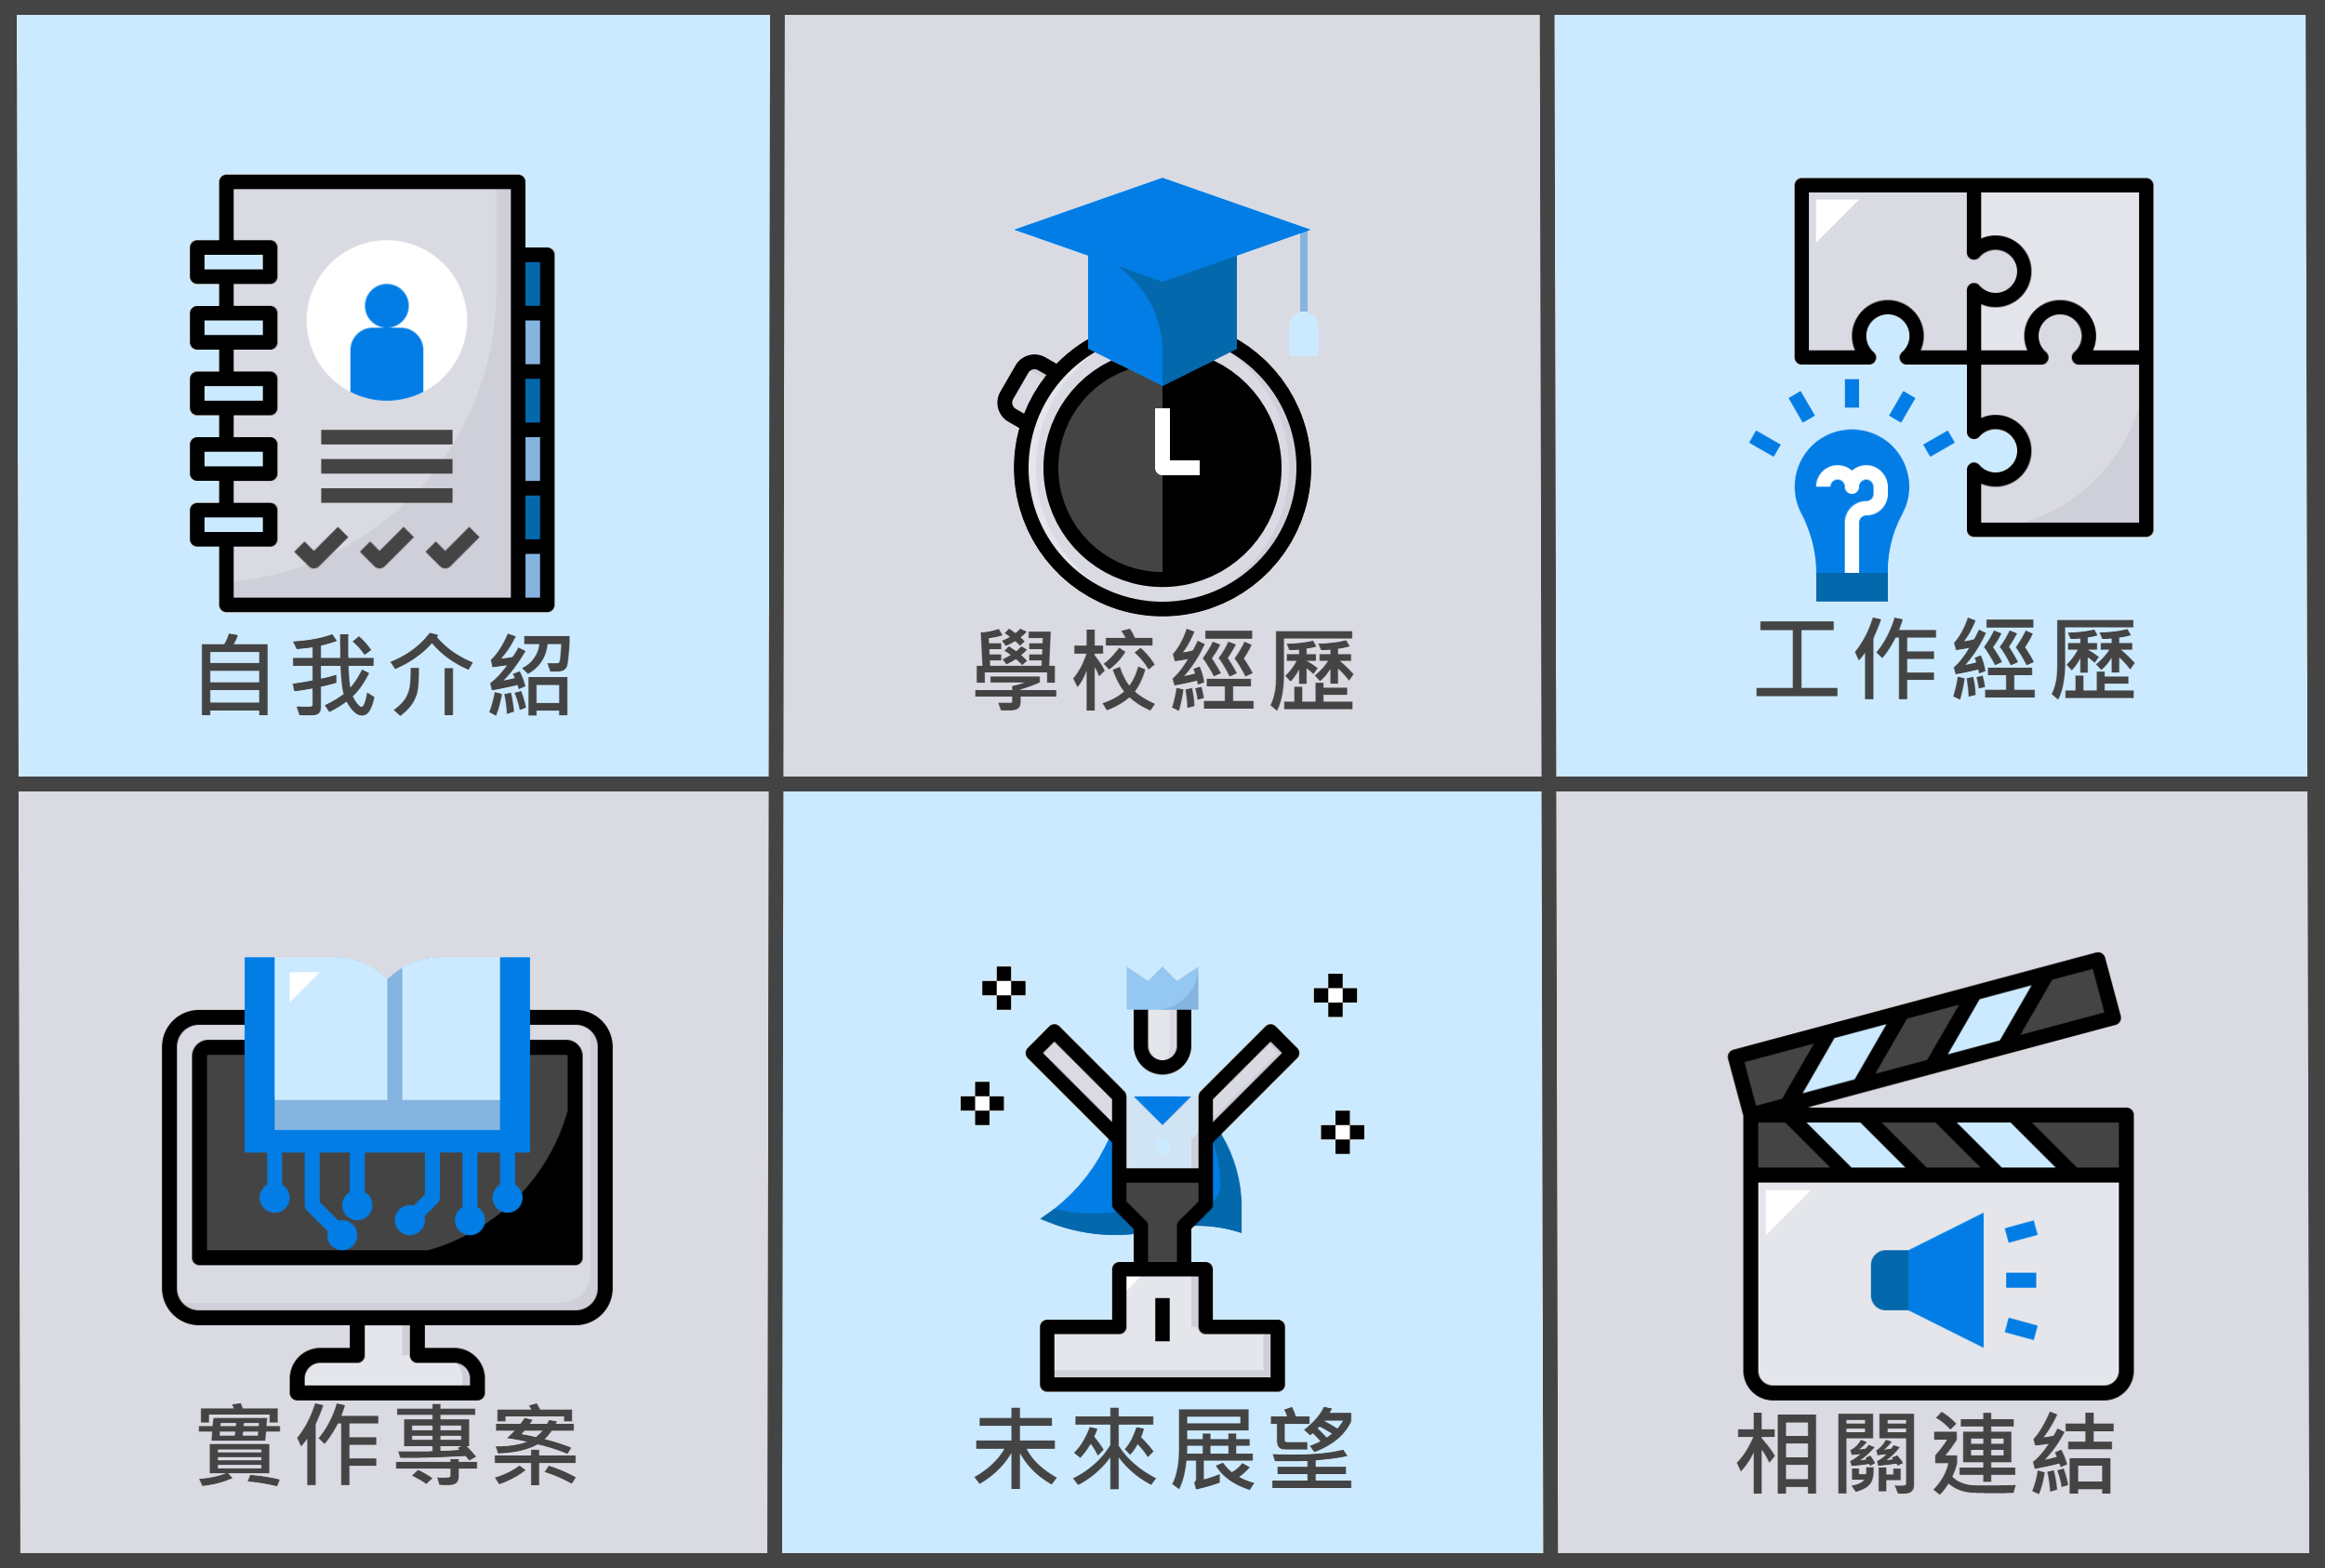 自我介紹
學校經歷
工作經歷
實作專案
未來展望
相關連結